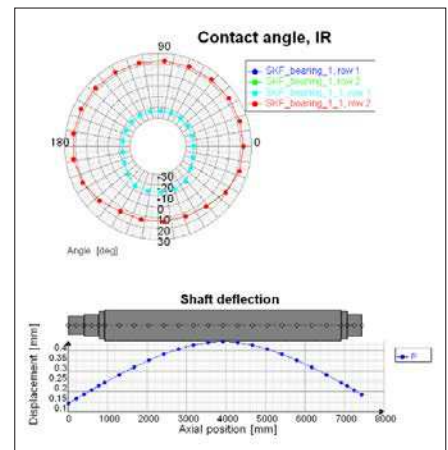 Contact angle, IR
90
SKF_bearing_1, row 1
SKF_bearing_1, row 2
SKF_bearing_1_1, row 1
SKF_bearing_1_1, row 2
180
0
-30
-20
-10
0
10
20
30
Angle [deg]
Shaft deflection
Displacement [mm]
0.4
0.35
0.3
0.25
0.2
0.15
0.1
0
1000
2000
3000
4000
5000
6000
7000
8000
Axial position [mm]